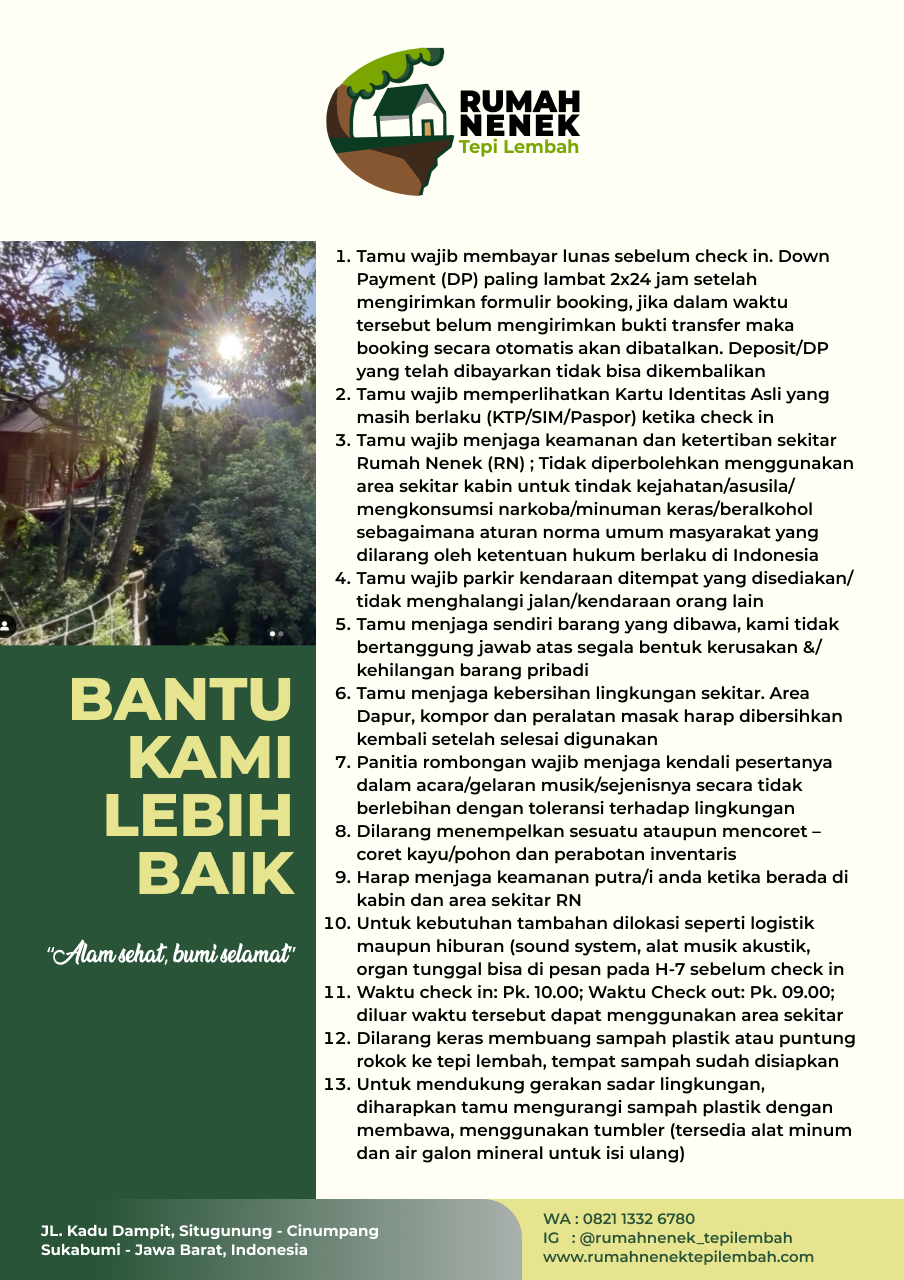 RUMAH
NENEK
Tepi Lembah
1. Tamu wajib membayar lunas sebelum check in. Down
Payment (DP) paling lambat 2x24 jam setelah
mengirimkan formulir booking, jika dalam waktu
tersebut belum mengirimkan bukti transfer maka
booking secara otomatis akan dibatalkan. Deposit/DP
yang telah dibayarkan tidak bisa dikembalikan
2. Tamu wajib memperlihatkan Kartu Identitas Asli yang
masih berlaku (KTP/SIM/Paspor) ketika check in
3. Tamu wajib menjaga keamanan dan ketertiban sekitar
Rumah Nenek (RN) ; Tidak diperbolehkan menggunakan
area sekitar kabin untuk tindak kejahatan/asusila/
mengkonsumsi narkoba/minuman keras/beralkohol
sebagaimana aturan norma umum masyarakat yang
dilarang oleh ketentuan hukum berlaku di Indonesia
4. Tamu wajib parkir kendaraan ditempat yang disediakan/
tidak menghalangi jalan/kendaraan orang lain
5. Tamu menjaga sendiri barang yang dibawa, kami tidak
bertanggung jawab atas segala bentuk kerusakan &/
kehilangan barang pribadi
6. Tamu menjaga kebersihan lingkungan sekitar. Area
Dapur, kompor dan peralatan masak harap dibersihkan
kembali setelah selesai digunakan
7. Panitia rombongan wajib menjaga kendali pesertanya
dalam acara/gelaran musik/sejenisnya secara tidak
berlebihan dengan toleransi terhadap lingkungan
8. Dilarang menempelkan sesuatu ataupun mencoret –
coret kayu/pohon dan perabotan inventaris
9. Harap menjaga keamanan putra/i anda ketika berada di
kabin dan area sekitar RN
10. Untuk kebutuhan tambahan dilokasi seperti logistik
maupun hiburan (sound system, alat musik akustik,
organ tunggal bisa di pesan pada H-7 sebelum check in
11. Waktu check in: Pk. 10.00; Waktu Check out: Pk. 09.00;
diluar waktu tersebut dapat menggunakan area sekitar
12. Dilarang keras membuang sampah plastik atau puntung
rokok ke tepi lembah, tempat sampah sudah disiapkan
13. Untuk mendukung gerakan sadar lingkungan,
diharapkan tamu mengurangi sampah plastik dengan
membawa, menggunakan tumbler (tersedia alat minum
dan air galon mineral untuk isi ulang)
BANTU
KAMI
LEBIH
BAIK
“Alam sehat, bumi selamat”
JL. Kadu Dampit, Situgunung - Cinumpang
Sukabumi - Jawa Barat, Indonesia
WA : 0821 1332 6780
IG : @rumahnenek_tepilembah
www.rumahnenektepilembah.com